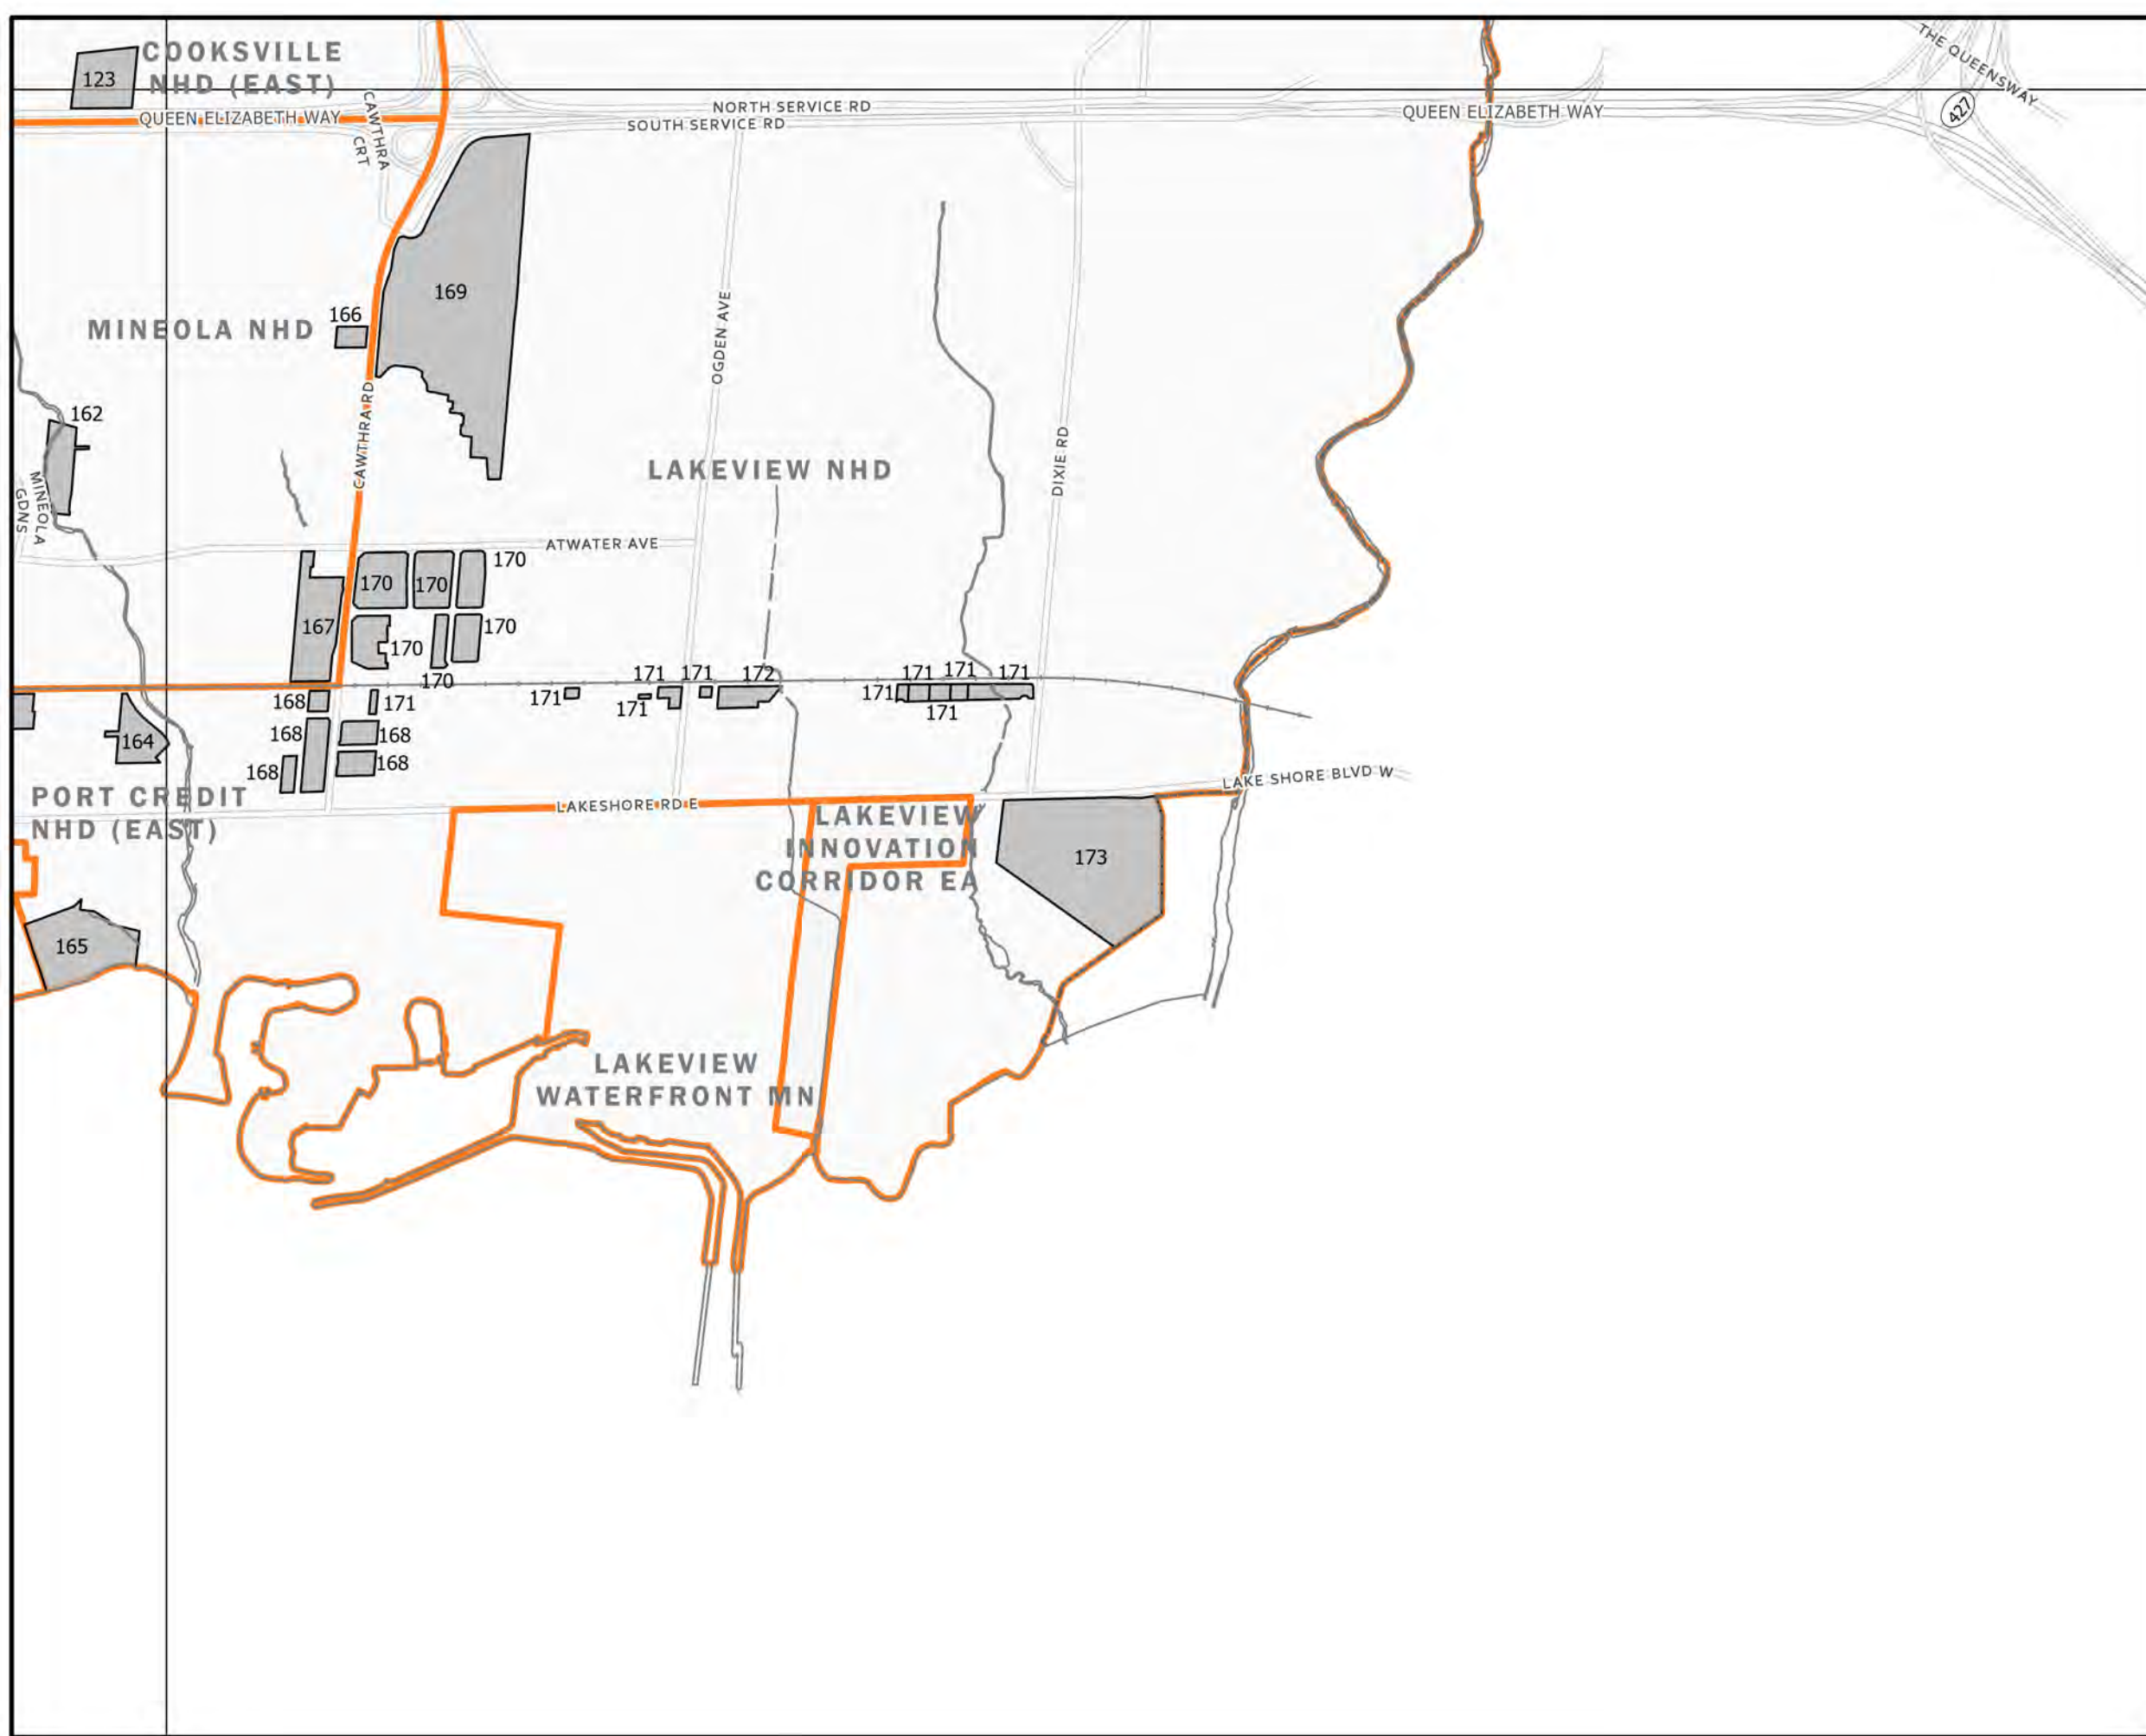 COOKSVILLE
NHD (EAST)
123
THE QUEENSWAY
427
NORTH SERVICE RD
QUEEN ELIZABETH WAY
SOUTH SERVICE RD
QUEEN ELIZABETH WAY
CAWTHRA
CRT
169
166
MINEOLA NHD
OGDEN AVE
CAWTHRA RD
162
MINEOLA
GDNS
LAKEVIEW NHD
DIXIE RD
ATWATER AVE
170
170
170
167
170
170
170
171
171
172
171
171
171
171
171
171
171
171
168
168
168
168
168
164
LAKE SHORE BLVD W
PORT CREDIT
NHD (EAST)
LAKESHORE RD E
LAKEVIEW
INNOVATION
CORRIDOR EA
173
165
LAKEVIEW
WATERFRONT MN